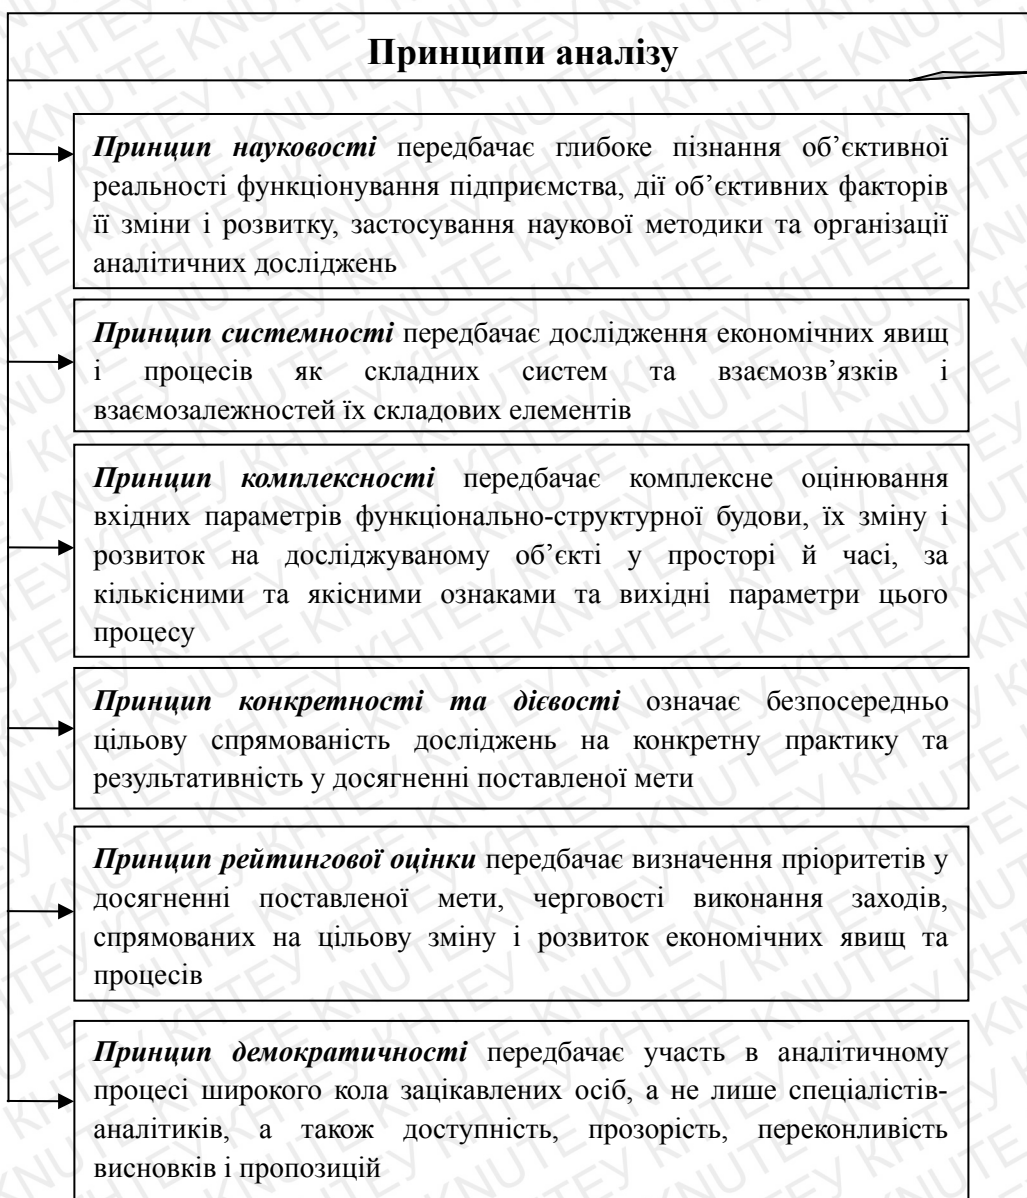 Принципи аналізу
Принцип науковості передбачає глибоке пізнання об’єктивної
реальності функціонування підприємства, дії об’єктивних факторів
її зміни і розвитку, застосування наукової методики та організації
аналітичних досліджень
Принцип системності передбачає дослідження економічних явищ
і процесів як складних систем та взаємозв’язків і
взаємозалежностей їх складових елементів
Принцип комплексності передбачає комплексне оцінювання
вхідних параметрів функціонально-структурної будови, їх зміну і
розвиток на досліджуваному об’єкті у просторі й часі, за
кількісними та якісними ознаками та вихідні параметри цього
процесу
Принцип конкретності та дієвості означає безпосередньо
цільову спрямованість досліджень на конкретну практику та
результативність у досягненні поставленої мети
Принцип рейтингової оцінки передбачає визначення пріоритетів у
досягненні поставленої мети, черговості виконання заходів,
спрямованих на цільову зміну і розвиток економічних явищ та
процесів
Принцип демократичності передбачає участь в аналітичному
процесі широкого кола зацікавлених осіб, а не лише спеціалістів-
аналітиків, а також доступність, прозорість, переконливість
висновків і пропозицій